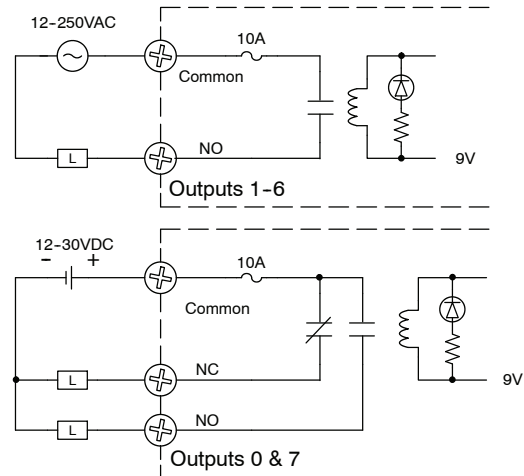 12-250VAC
10A
Common
L
NO
9V
Outputs 1-6
12-30VDC
- +
10A
Common
L
NC
9V
L
NO
Outputs 0 & 7